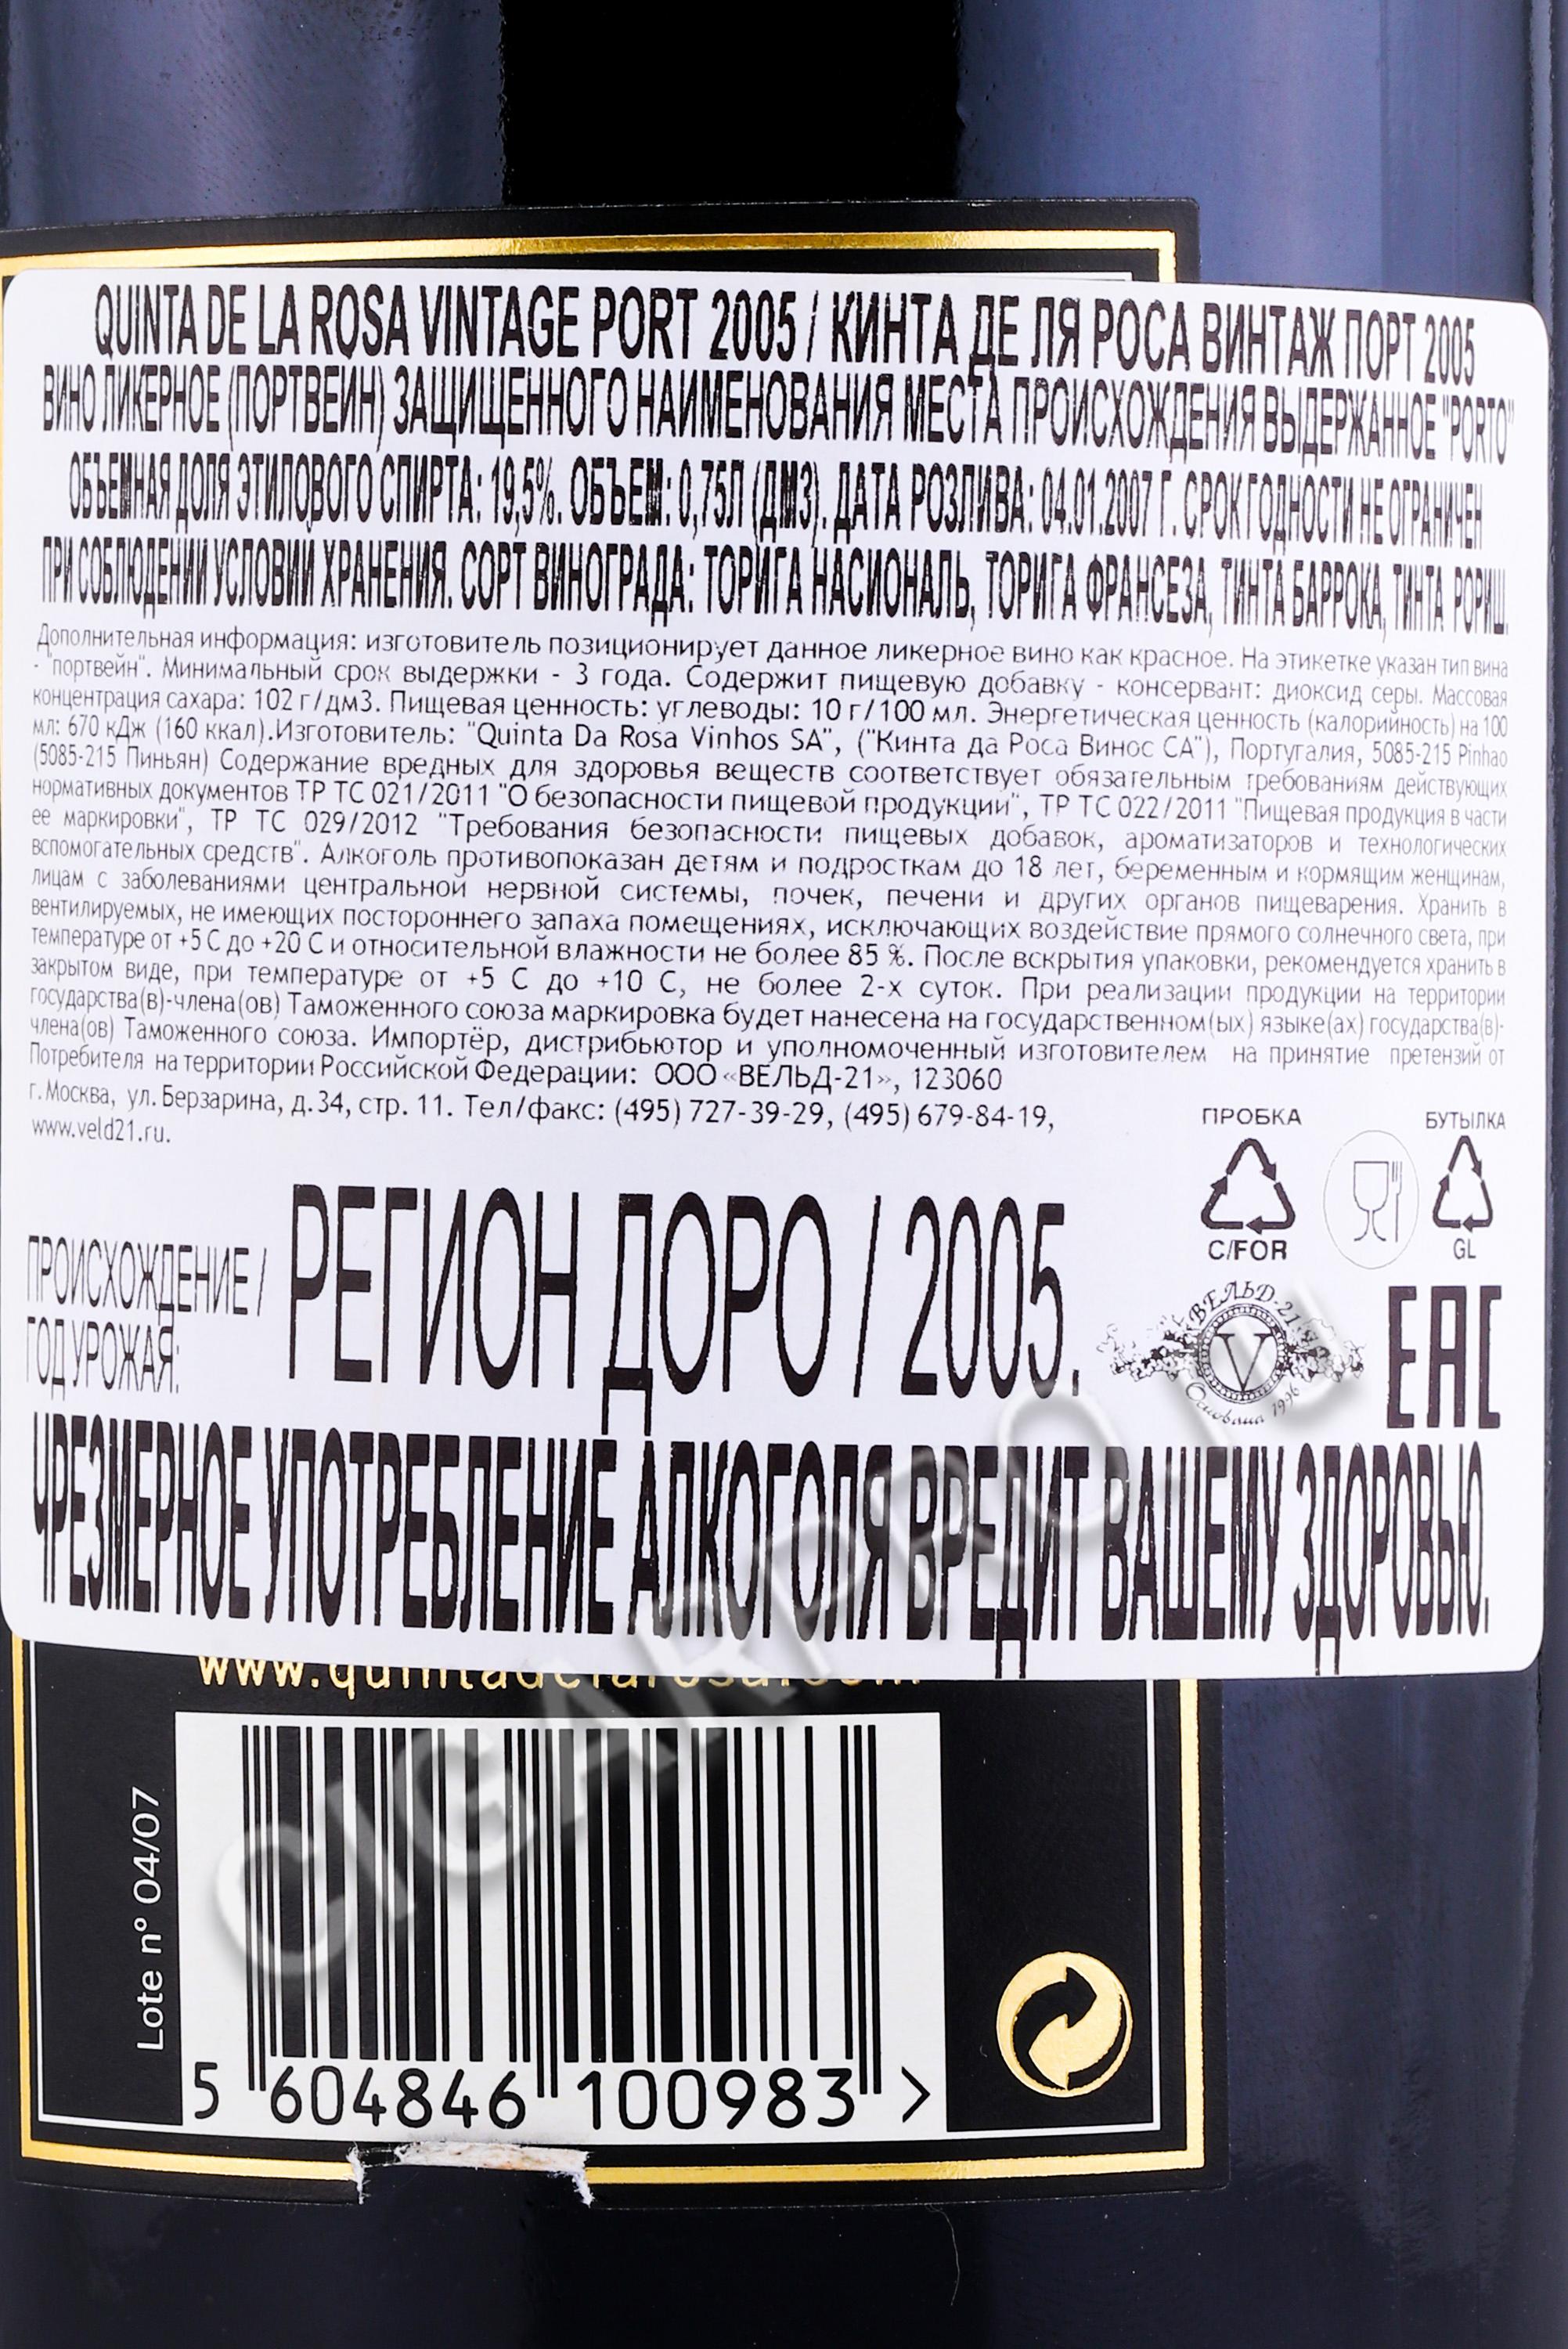 QUINTA DE LA ROSA VINTAGE PORT 2005 / КИНТА ДЕ ЛЯ РОСА ВИНТАЖ ПОРТ 2005
ВИНО ЛИКЕРНОЕ (ПОРТВЕЙН) ЗАЩИЩЕННОГО НАИМЕНОВАНИЯ МЕСТА ПРОИСХОЖДЕНИЯ ВЫДЕРЖАННОЕ "PORTO"
ОБЪЕМНАЯ ДОЛЯ ЭТИЛОВОГО СПИРТА: 19,5%. ОБЪЕМ: 0,75Л (ДМ3). ДАТА РОЗЛИВА: 04.01.2007 Г. СРОК ГОДНОСТИ НЕ ОГРАНИЧЕН
ПРИ СОБЛЮДЕНИИ УСЛОВИЙ ХРАНЕНИЯ. СОРТ ВИНОГРАДА: ТОРИГА НАСИОНАЛЬ, ТОРИГА ФРАНСЕЗА, ТИНТА БАРРОКА, ТИНТА РОРИШ.
Дополнительная информация: изготовитель позиционирует данное ликерное вино как красное. На этикетке указан тип вина
- "портвейн". Минимальный срок выдержки - 3 года. Содержит пищевую добавку - консервант: диоксид серы. Массовая
концентрация сахара: 102 г/дм3. Пищевая ценность: углеводы: 10 г/100 мл. Энергетическая ценность (калорийность) на 100
мл: 670 кДж (160 ккал).Изготовитель: "Quinta Da Rosa Vinhos SA", ("Кинта да Роса Винос СА"), Португалия, 5085-215 Pinhao
(5085-215 Пиньян) Содержание вредных для здоровья веществ соответствует обязательным требованиям действующих
нормативных документов ТР ТС 021/2011 "О безопасности пищевой продукции", ТР ТС 022/2011 "Пищевая продукция в части
ее маркировки", ТР ТС 029/2012 "Требования безопасности пищевых добавок, ароматизаторов и технологических
вспомогательных средств". Алкоголь противопоказан детям и подросткам до 18 лет, беременным и кормящим женщинам,
лицам с заболеваниями центральной нервной системы, почек, печени и других органов пищеварения. Хранить в
вентилируемых, не имеющих постороннего запаха помещениях, исключающих воздействие прямого солнечного света, при
температуре от +5 С до +20 С и относительной влажности не более 85 %. После вскрытия упаковки, рекомендуется хранить в
закрытом виде, при температуре от +5 С до +10 С, не более 2-х суток. При реализации продукции на территории
государства(в)-члена(ов) Таможенного союза маркировка будет нанесена на государственном(ых) языке(ах) государства(в)-
члена(ов) Таможенного союза. Импортёр, дистрибьютор и уполномоченный изготовителем на принятие претензий от
Потребителя на территории Российской Федерации: ООО «ВЕЛЬД-21», 123060
г. Москва, ул. Берзарина, д. 34, стр. 11. Тел/факс: (495) 727-39-29, (495) 679-84-19,
www.veld21.ru.
ПРОБКА
БУТЫЛКА
C/FOR
GL
ПРОИСХОЖДЕНИЕ /
ГОД УРОЖАЯ:
РЕГИОН ДОРО / 2005.
ВЕЛЬД-21
V
Основана 1996
EAC
ЧРЕЗМЕРНОЕ УПОТРЕБЛЕНИЕ АЛКОГОЛЯ ВРЕДИТ ВАШЕМУ ЗДОРОВЬЮ.
www.quintadelarosa.com
CIGARPRO.RU
Lote nº 04/07
5 604846 100983 >